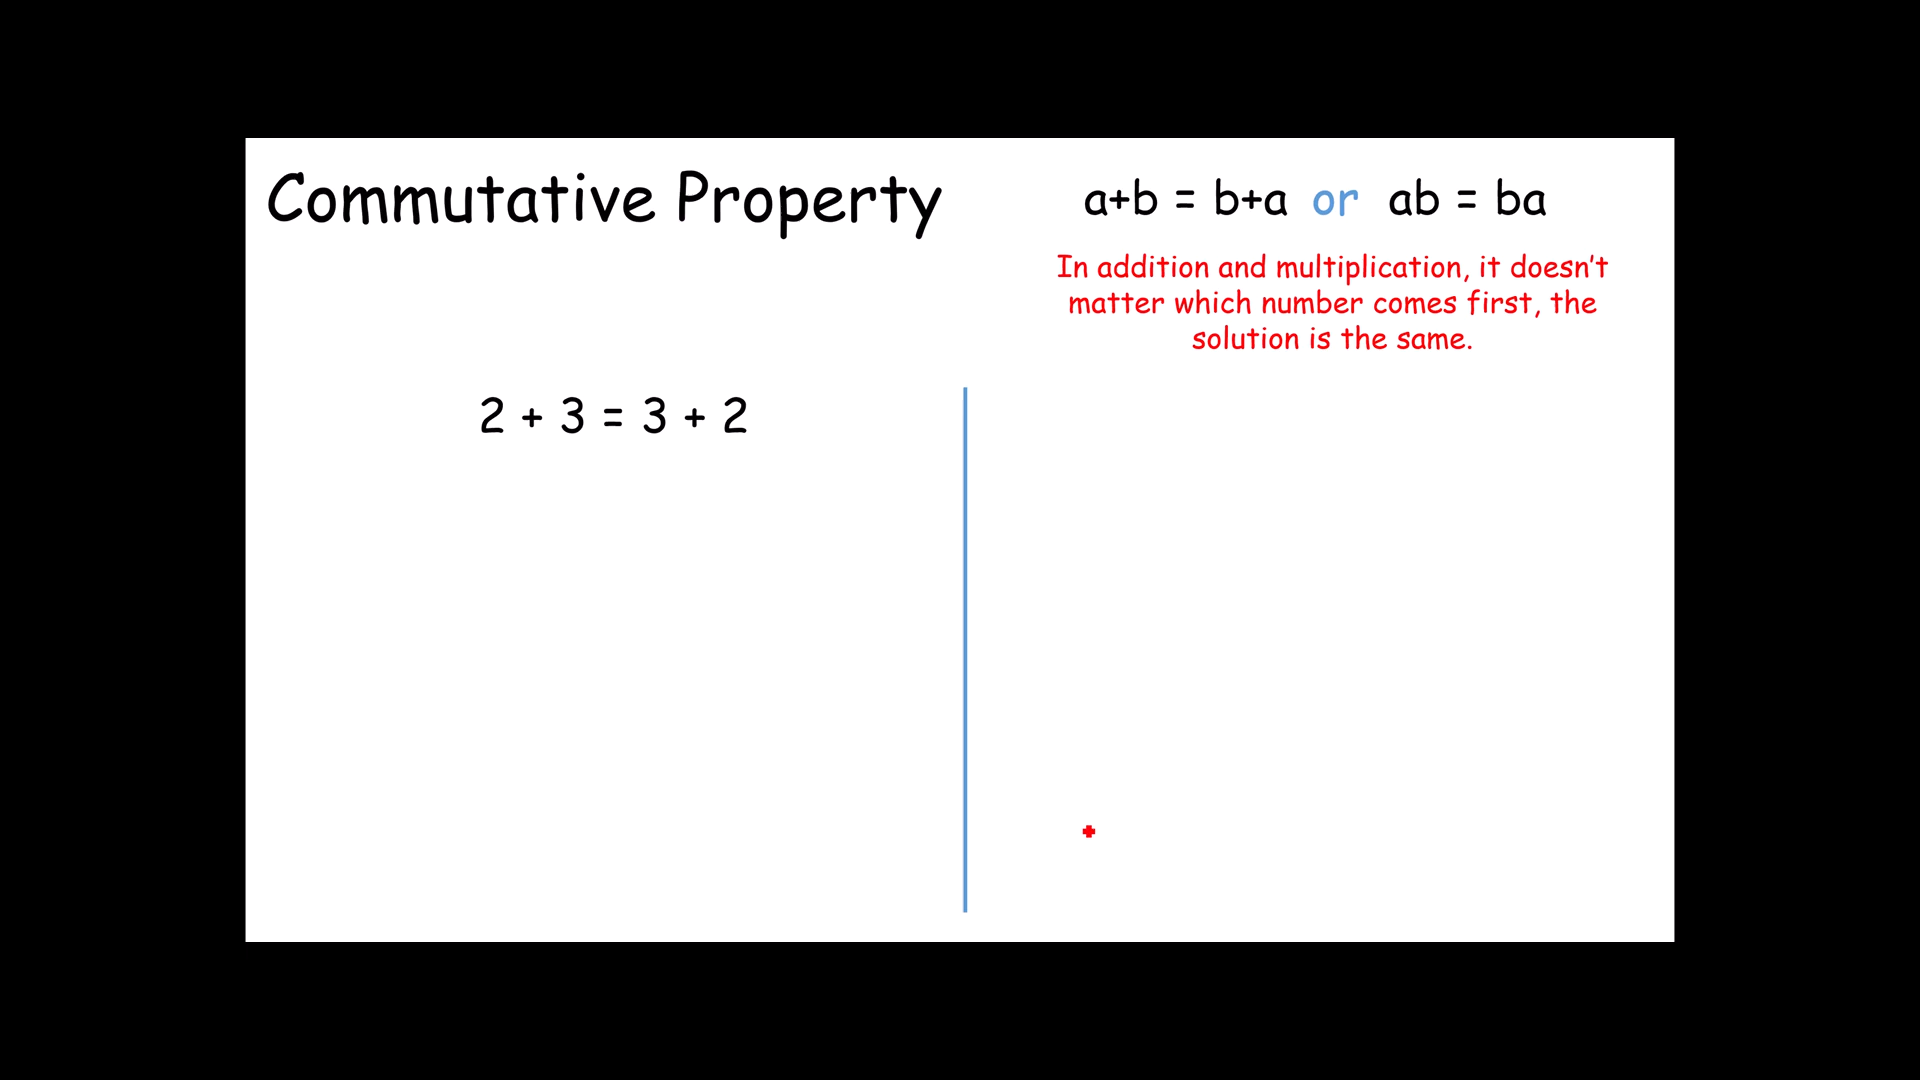 Commutative Property
a+b = b+a or ab = ba
In addition and multiplication, it doesn't
matter which number comes first, the
solution is the same.
2 + 3 = 3 + 2